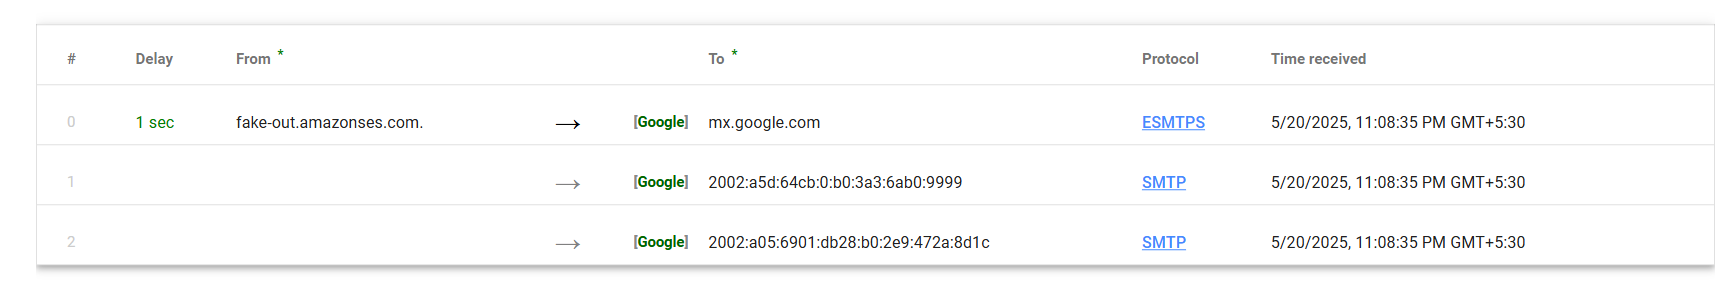 # Delay From * To * Protocol Time received
0 1 sec fake-out.amazonses.com. → [Google] mx.google.com ESMTPS 5/20/2025, 11:08:35 PM GMT+5:30
1 → [Google] 2002:a5d:64cb:0:b0:3a3:6ab0:9999 SMTP 5/20/2025, 11:08:35 PM GMT+5:30
2 → [Google] 2002:a05:6901:db28:b0:2e9:472a:8d1c SMTP 5/20/2025, 11:08:35 PM GMT+5:30